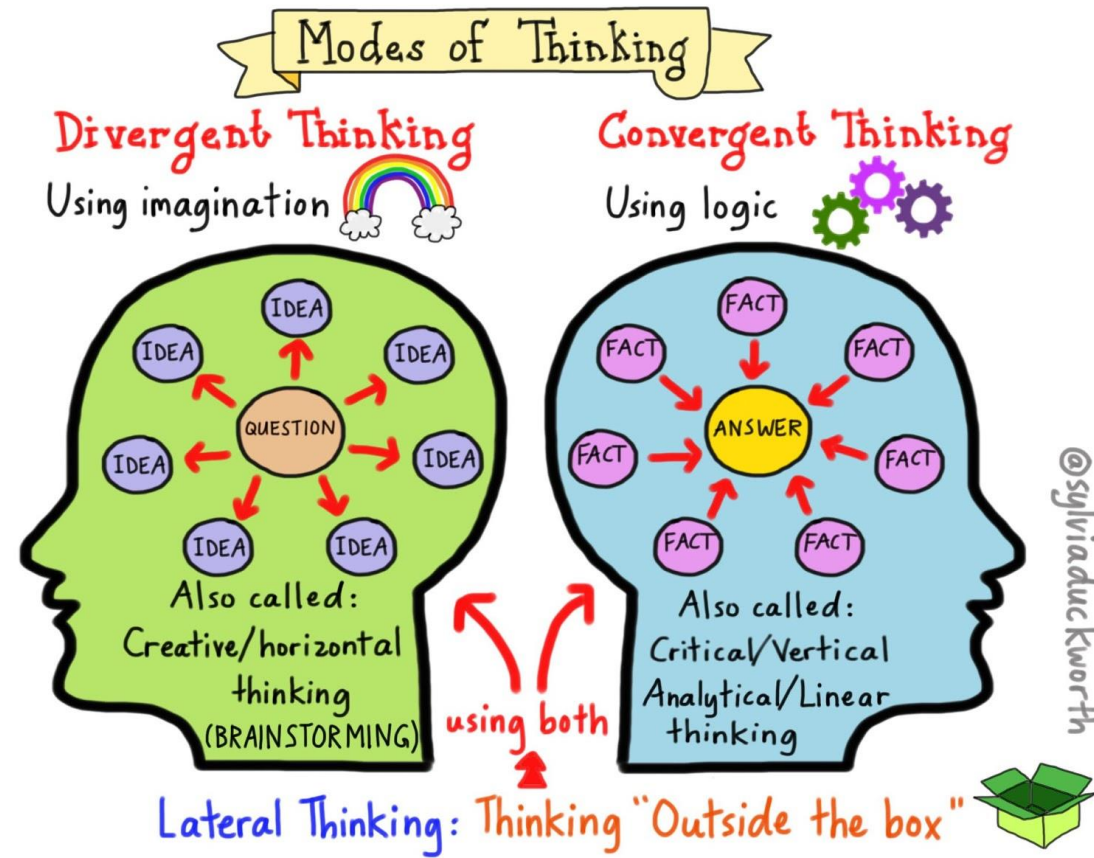 Modes of Thinking
Divergent Thinking
Using imagination
IDEA
IDEA
IDEA
QUESTION
IDEA
IDEA
IDEA
IDEA
Also called:
Creative/horizontal
thinking
(BRAINSTORMING)
Convergent Thinking
Using logic
FACT
FACT
FACT
ANSWER
FACT
FACT
FACT
FACT
Also called:
Critical/Vertical
Analytical/Linear
thinking
using both
Lateral Thinking: Thinking "Outside the box"
@sylviaduckworth